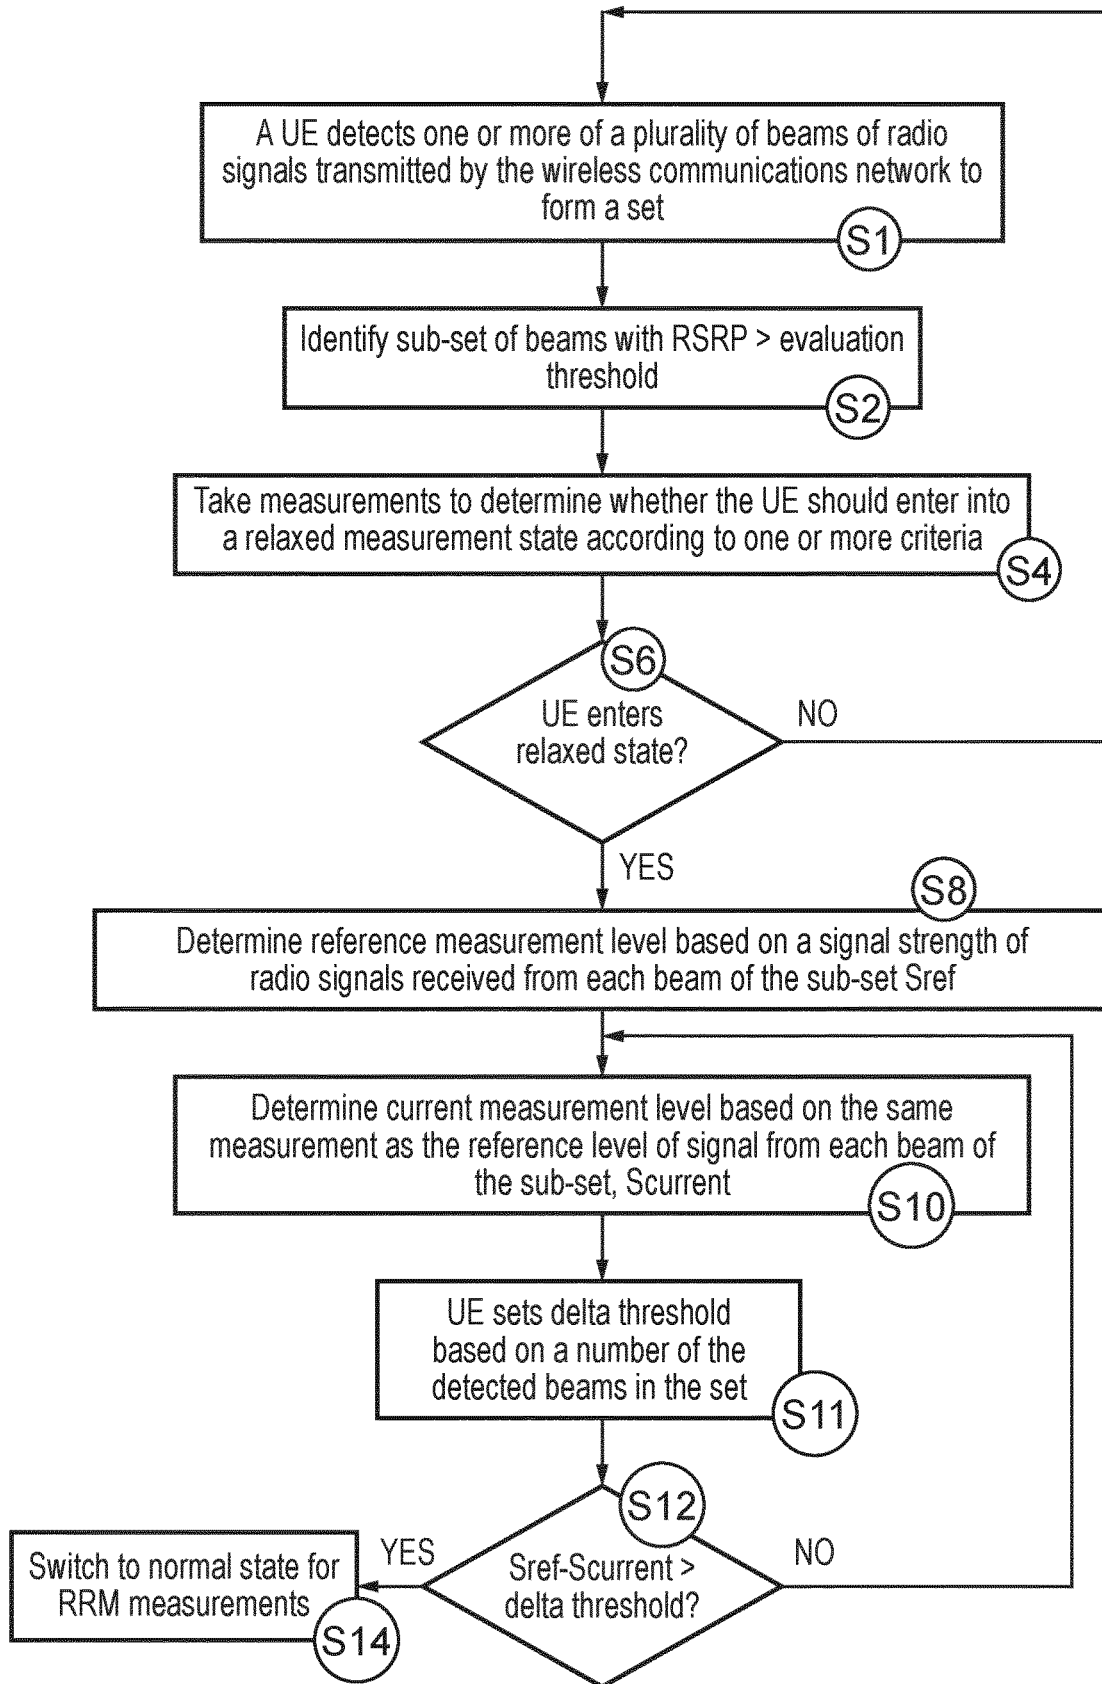 A UE detects one or more of a plurality of beams of radio
signals transmitted by the wireless communications network to
form a set
S1
Identify sub-set of beams with RSRP > evaluation
threshold
S2
Take measurements to determine whether the UE should enter into
a relaxed measurement state according to one or more criteria
S4
S6
UE enters
relaxed state?
NO
YES
S8
Determine reference measurement level based on a signal strength of
radio signals received from each beam of the sub-set Sref
Determine current measurement level based on the same
measurement as the reference level of signal from each beam of
the sub-set, Scurrent
S10
UE sets delta threshold
based on a number of the
detected beams in the set
S11
S12
Sref-Scurrent >
delta threshold?
YES
NO
Switch to normal state for
RRM measurements
S14